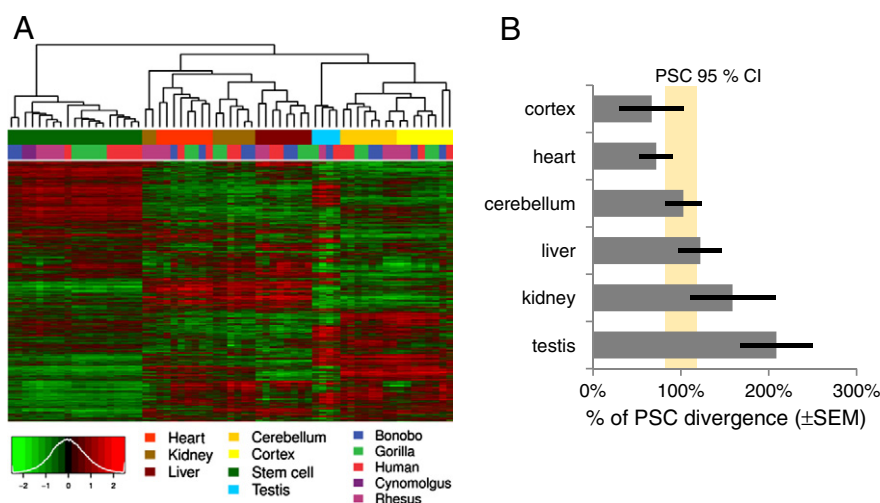 A
B
PSC 95 % CI
cortex
heart
cerebellum
liver
kidney
testis
0%
100%
200%
300%
% of PSC divergence (±SEM)
-2
-1
0
1
2
Heart
Kidney
Liver
Cerebellum
Cortex
Stem cell
Testis
Bonobo
Gorilla
Human
Cynomolgus
Rhesus